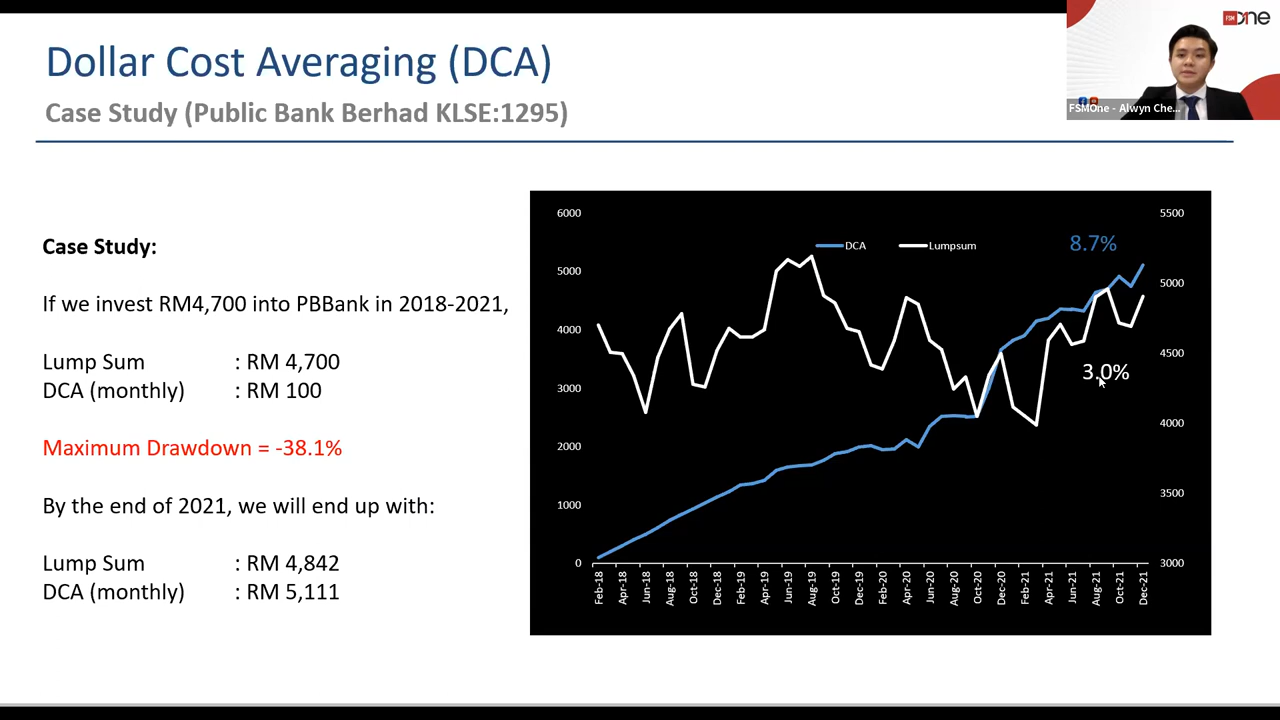 Dollar Cost Averaging (DCA)
Case Study (Public Bank Berhad KLSE:1295)
FSM one
FSMOne - Alwyn Che...
Case Study:
If we invest RM4,700 into PBBank in 2018-2021,
Lump Sum : RM 4,700
DCA (monthly) : RM 100
Maximum Drawdown = -38.1%
By the end of 2021, we will end up with:
Lump Sum : RM 4,842
DCA (monthly) : RM 5,111
DCA Lumpsum
8.7%
3.0%
6000
5000
4000
3000
2000
1000
0
5500
5000
4500
4000
3500
3000
Feb-18
Apr-18
Jun-18
Aug-18
Oct-18
Dec-18
Feb-19
Apr-19
Jun-19
Aug-19
Oct-19
Dec-19
Feb-20
Apr-20
Jun-20
Aug-20
Oct-20
Dec-20
Feb-21
Apr-21
Jun-21
Aug-21
Oct-21
Dec-21